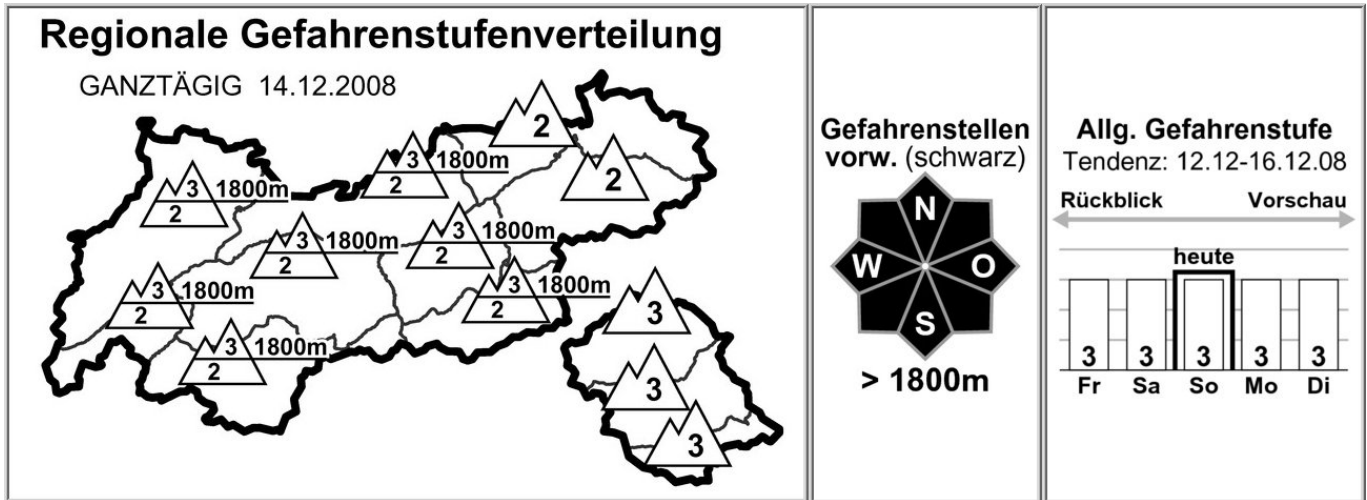 Regionale Gefahrenstufenverteilung
GANZTÄGIG 14.12.2008
2
3 1800m
2
2
3 1800m
2
3 1800m
2
3 1800m
2
3 1800m
2
3 1800m
2
3 1800m
2
3
3
3
Gefahrenstellen
vorw. (schwarz)
N
W O
S
> 1800m
Allg. Gefahrenstufe
Tendenz: 12.12-16.12.08
Rückblick Vorschau
heute
3 3 3 3 3
Fr Sa So Mo Di